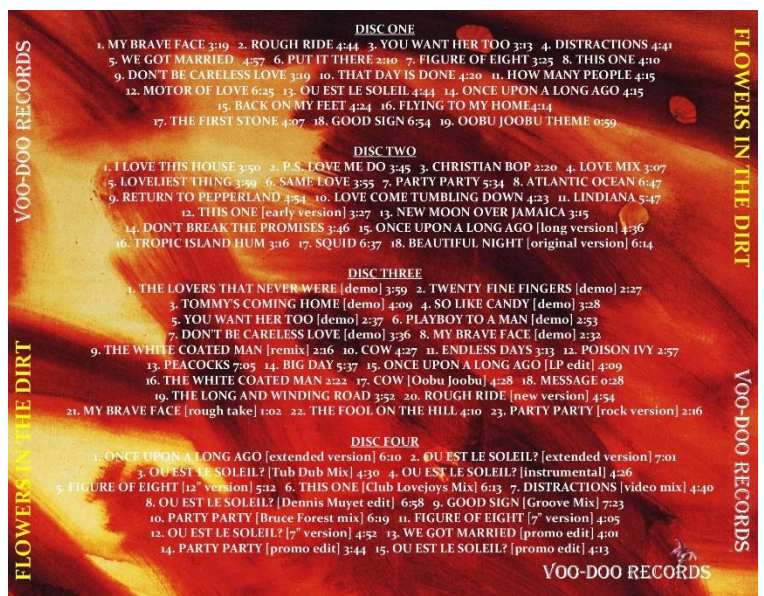 DISC ONE
1. MY BRAVE FACE 3:19 2. ROUGH RIDE 4:44 3. YOU WANT HER TOO 3:13 4. DISTRACTIONS 4:41
5. WE GOT MARRIED 4:57 6. PUT IT THERE 2:10 7. FIGURE OF EIGHT 3:25 8. THIS ONE 4:10
9. DON'T BE CARELESS LOVE 3:19 10. THAT DAY IS DONE 4:20 11. HOW MANY PEOPLE 4:15
12. MOTOR OF LOVE 6:25 13. OU EST LE SOLEIL 4:44 14. ONCE UPON A LONG AGO 4:15
15. BACK ON MY FEET 4:24 16. FLYING TO MY HOME4:14
17. THE FIRST STONE 4:07 18. GOOD SIGN 6:54 19. OOBU JOOBU THEME 0:59
DISC TWO
1. I LOVE THIS HOUSE 3:50 2. P.S. LOVE ME DO 3:45 3. CHRISTIAN BOP 2:20 4. LOVE MIX 3:07
5. LOVELIEST THING 3:59 6. SAME LOVE 3:55 7. PARTY PARTY 5:34 8. ATLANTIC OCEAN 6:47
9. RETURN TO PEPPERLAND 4:54 10. LOVE COME TUMBLING DOWN 4:23 11. LINDIANA 5:47
12. THIS ONE [early version] 3:27 13. NEW MOON OVER JAMAICA 3:15
14. DON'T BREAK THE PROMISES 3:46 15. ONCE UPON A LONG AGO [long version] 4:36
16. TROPIC ISLAND HUM 3:16 17. SQUID 6:37 18. BEAUTIFUL NIGHT [original version] 6:14
DISC THREE
1. THE LOVERS THAT NEVER WERE [demo] 3:59 2. TWENTY FINE FINGERS [demo] 2:27
3. TOMMY'S COMING HOME [demo] 4:09 4. SO LIKE CANDY [demo] 3:28
5. YOU WANT HER TOO [demo] 2:37 6. PLAYBOY TO A MAN [demo] 2:53
7. DON'T BE CARELESS LOVE [demo] 3:36 8. MY BRAVE FACE [demo] 2:32
9. THE WHITE COATED MAN [remix] 2:16 10. COW 4:27 11. ENDLESS DAYS 3:13 12. POISON IVY 2:57
13. PEACOCKS 7:05 14. BIG DAY 5:37 15. ONCE UPON A LONG AGO [LP edit] 4:09
16. THE WHITE COATED MAN 2:22 17. COW [Oobu Joobu] 4:28 18. MESSAGE 0:28
19. THE LONG AND WINDING ROAD 3:52 20. ROUGH RIDE [new version] 4:54
21. MY BRAVE FACE [rough take] 1:02 22. THE FOOL ON THE HILL 4:10 23. PARTY PARTY [rock version] 2:16
DISC FOUR
1. ONCE UPON A LONG AGO [extended version] 6:10 2. OU EST LE SOLEIL? [extended version] 7:01
3. OU EST LE SOLEIL? [Tub Dub Mix] 4:30 4. OU EST LE SOLEIL? [instrumental] 4:26
5. FIGURE OF EIGHT [12" version] 5:12 6. THIS ONE [Club Lovejoys Mix] 6:13 7. DISTRACTIONS [video mix] 4:40
8. OU EST LE SOLEIL? [Dennis Muyet edit] 6:58 9. GOOD SIGN [Groove Mix] 7:23
10. PARTY PARTY [Bruce Forest mix] 6:19 11. FIGURE OF EIGHT [7" version] 4:05
12. OU EST LE SOLEIL? [7" version] 4:52 13. WE GOT MARRIED [promo edit] 4:01
14. PARTY PARTY [promo edit] 3:44 15. OU EST LE SOLEIL? [promo edit] 4:13
VOO-DOO RECORDS
VOO-DOO RECORDS
FLOWERS IN THE DIRT
FLOWERS IN THE DIRT
VOO-DOO RECORDS